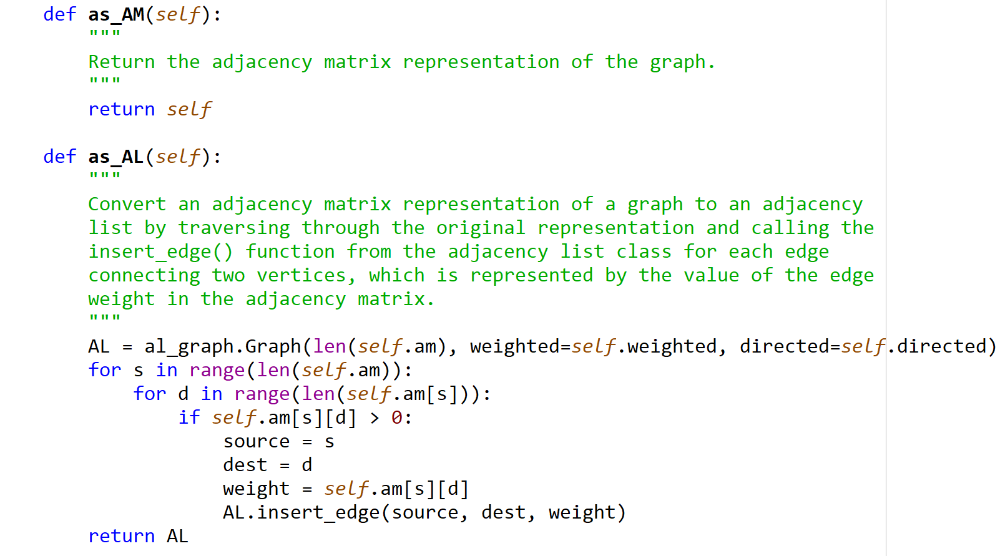 def as_AM(self):
    """
    Return the adjacency matrix representation of the graph.
    """
    return self

def as_AL(self):
    """
    Convert an adjacency matrix representation of a graph to an adjacency
    list by traversing through the original representation and calling the
    insert_edge() function from the adjacency list class for each edge
    connecting two vertices, which is represented by the value of the edge
    weight in the adjacency matrix.
    """
    AL = al_graph.Graph(len(self.am), weighted=self.weighted, directed=self.directed)
    for s in range(len(self.am)):
        for d in range(len(self.am[s])):
            if self.am[s][d] > 0:
                source = s
                dest = d
                weight = self.am[s][d]
                AL.insert_edge(source, dest, weight)
    return AL